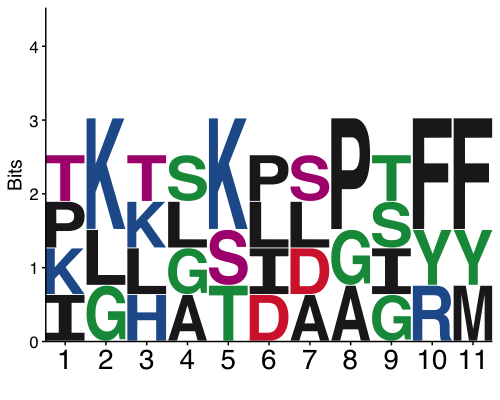 Bits
4
3
2
1
0
T K T S K P S P T F F
P L K L S L L G S Y Y
K G L G T I D A I R M
I H A D A G
1 2 3 4 5 6 7 8 9 10 11